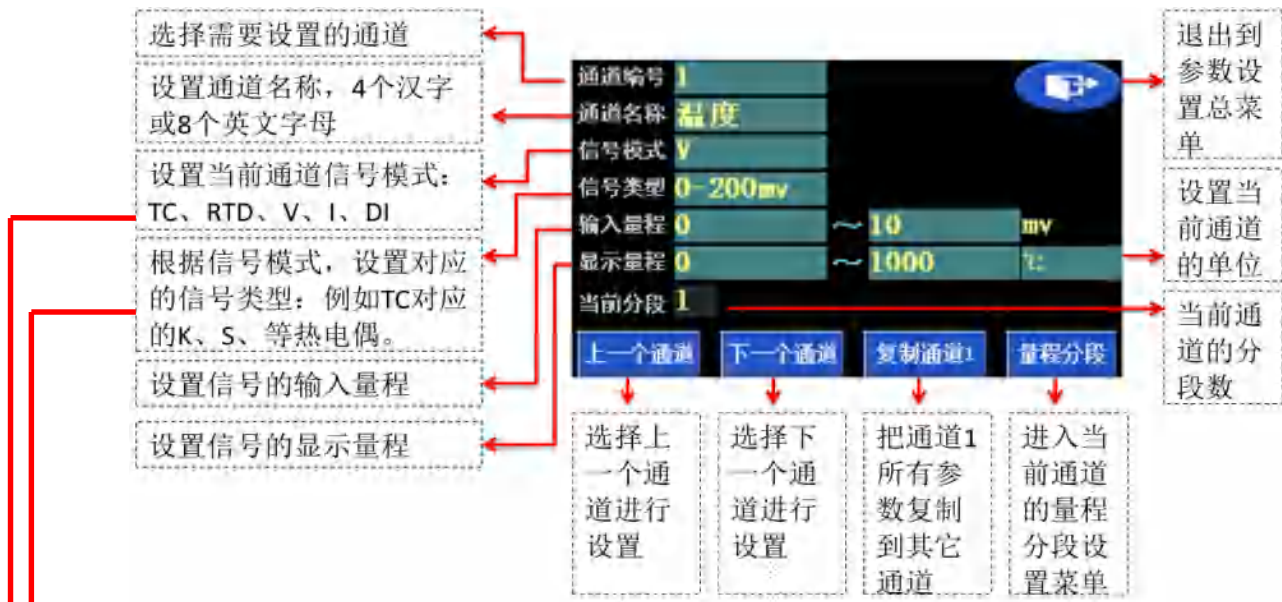 选择需要设置的通道
设置通道名称，4个汉字
或8个英文字母
设置当前通道信号模式：
TC、RTD、V、I、DI
根据信号模式，设置对应
的信号类型：例如TC对应
的K、S、等热电偶。
设置信号的输入量程
设置信号的显示量程
通道编号 1
通道名称 温度
信号模式 V
信号类型 0-200mv
输入量程 0 ～ 10 mv
显示量程 0 ～ 1000 ℃
当前分段 1
上一个通道 下一个通道 复制通道1 量程分段
退出到
参数设
置总菜
单
设置当
前通道
的单位
当前通
道的分
段数
选择上
一个通
道进行
设置
选择下
一个通
道进行
设置
把通道1
所有参
数复制
到其它
通道
进入当
前通道
的量程
分段设
置菜单